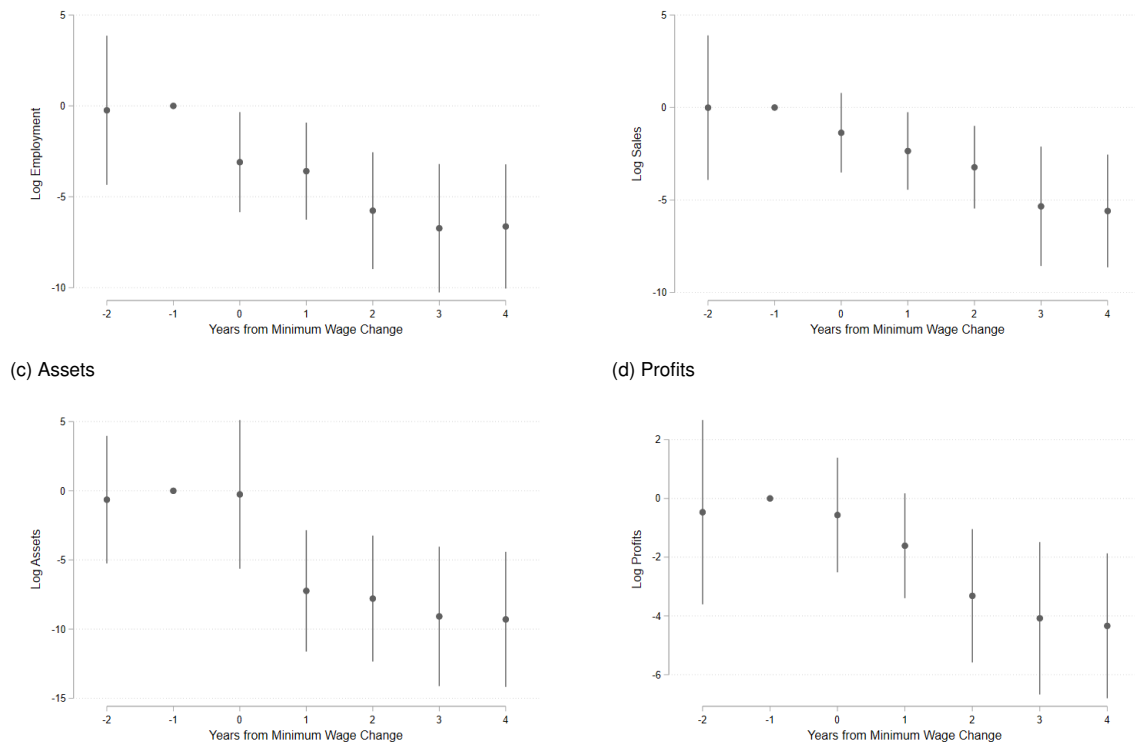 5
0
-5
-10
Log Employment
-2 -1 0 1 2 3 4
Years from Minimum Wage Change
5
0
-5
-10
Log Sales
-2 -1 0 1 2 3 4
Years from Minimum Wage Change
(c) Assets
(d) Profits
5
0
-5
-10
-15
Log Assets
-2 -1 0 1 2 3 4
Years from Minimum Wage Change
2
0
-2
-4
-6
Log Profits
-2 -1 0 1 2 3 4
Years from Minimum Wage Change